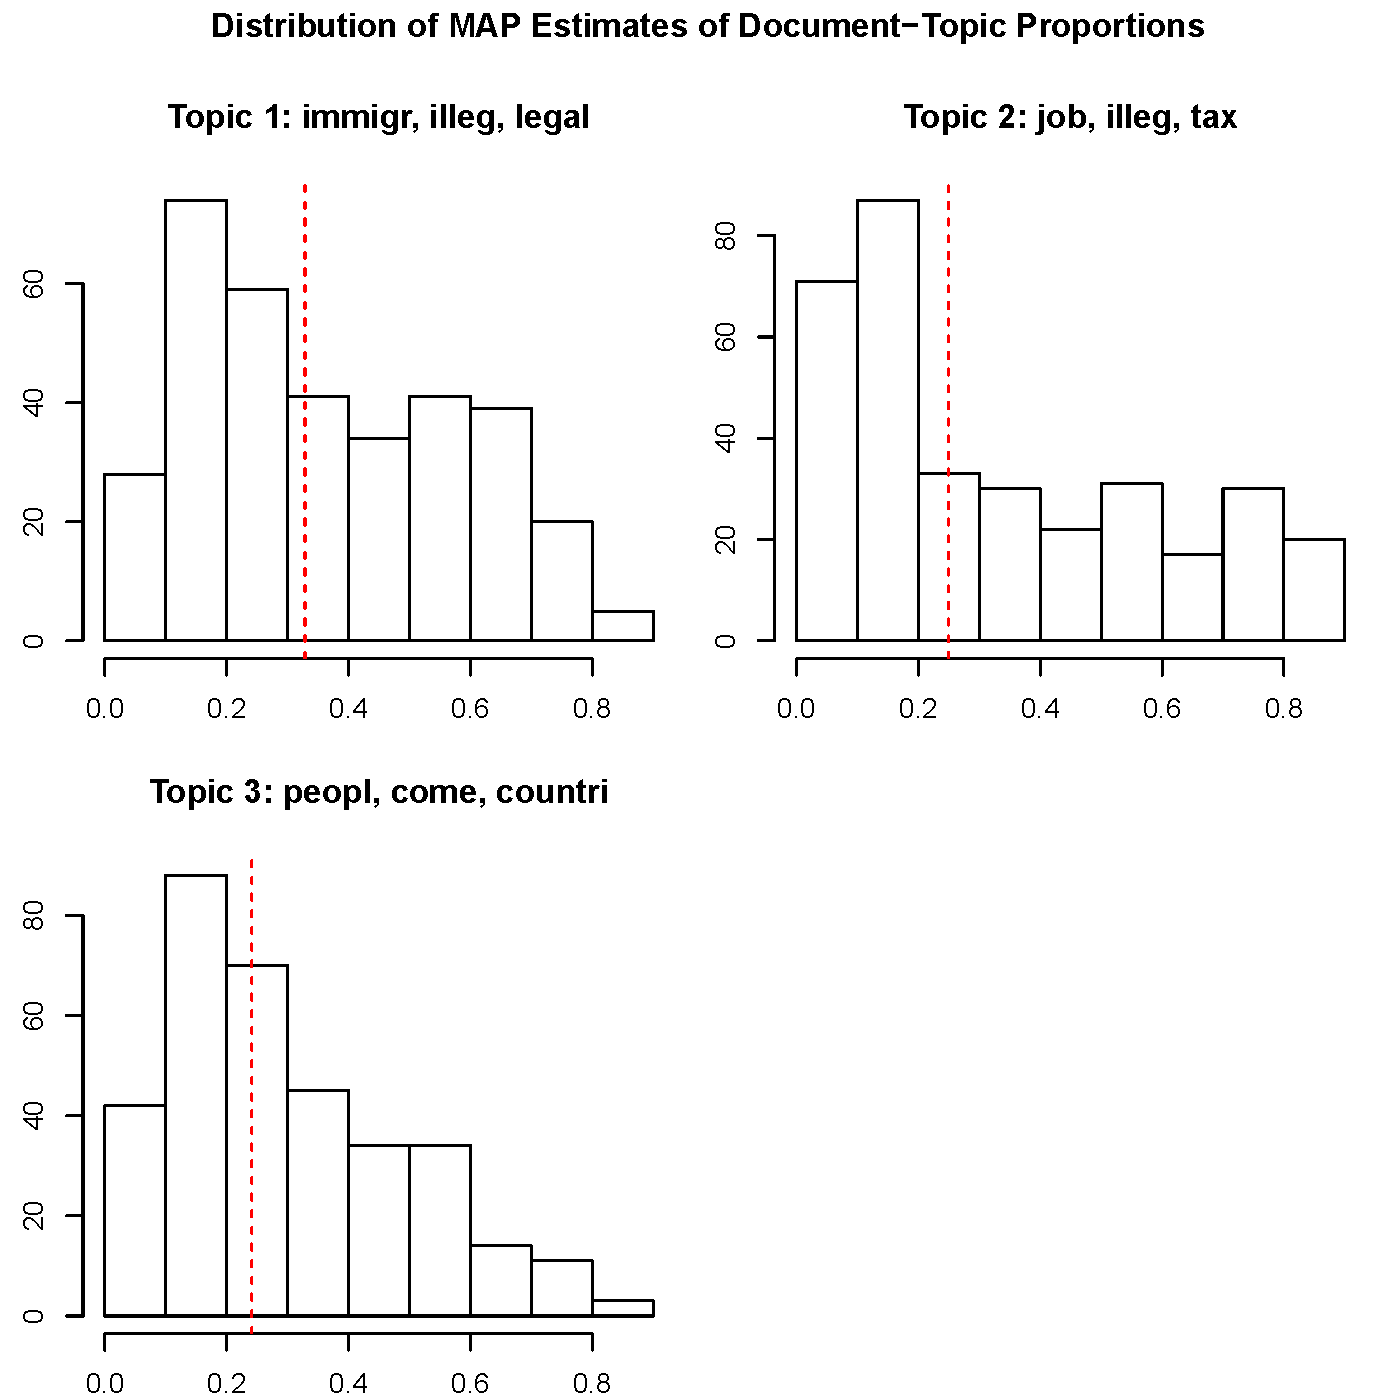 Distribution of MAP Estimates of Document−Topic Proportions
Topic 1: immigr, illeg, legal
60
40
20
0
0.0 0.2 0.4 0.6 0.8
Topic 2: job, illeg, tax
80
60
40
20
0
0.0 0.2 0.4 0.6 0.8
Topic 3: peopl, come, countri
80
60
40
20
0
0.0 0.2 0.4 0.6 0.8